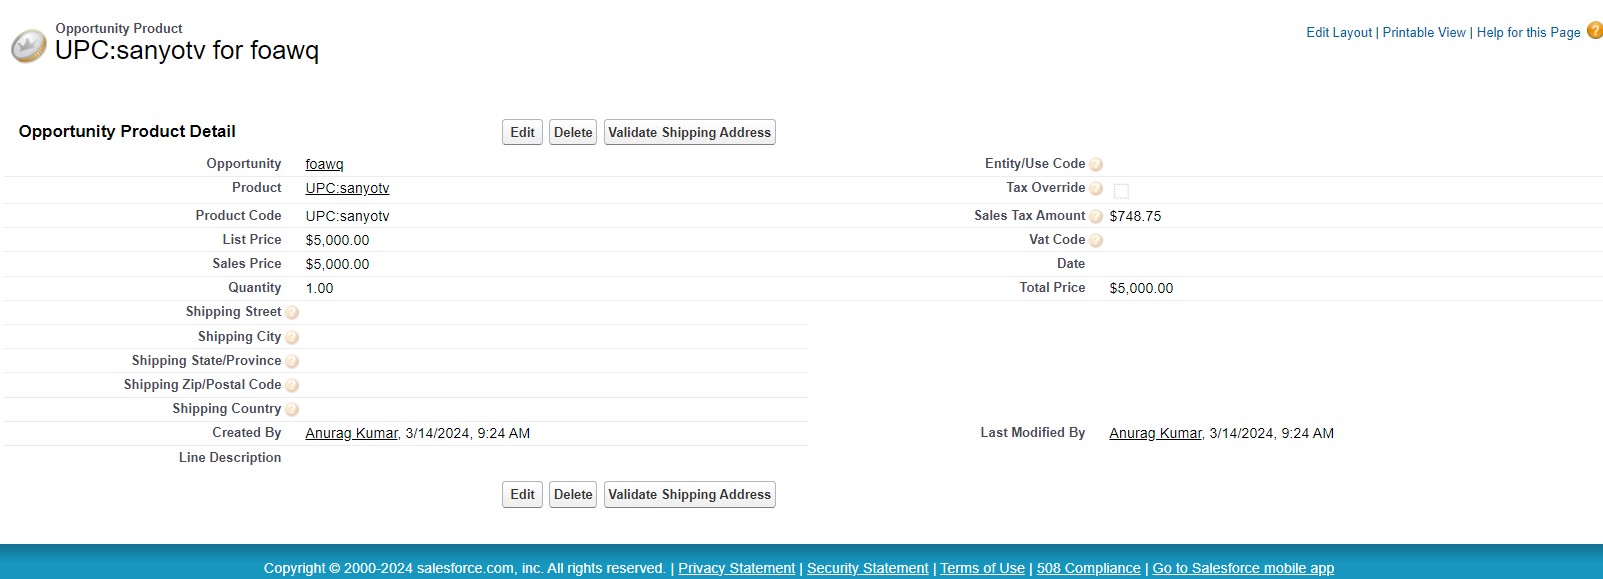 Opportunity Product
UPC:sanyotv for foawq
Edit Layout | Printable View | Help for this Page ?
Opportunity Product Detail
Edit Delete Validate Shipping Address
Opportunity foawq Entity/Use Code ?
Product UPC:sanyotv Tax Override ?
Product Code UPC:sanyotv Sales Tax Amount ? $748.75
List Price $5,000.00 Vat Code ?
Sales Price $5,000.00 Date
Quantity 1.00 Total Price $5,000.00
Shipping Street ?
Shipping City ?
Shipping State/Province ?
Shipping Zip/Postal Code ?
Shipping Country ?
Created By Anurag Kumar, 3/14/2024, 9:24 AM Last Modified By Anurag Kumar, 3/14/2024, 9:24 AM
Line Description
Edit Delete Validate Shipping Address
Copyright © 2000-2024 salesforce.com, inc. All rights reserved. | Privacy Statement | Security Statement | Terms of Use | 508 Compliance | Go to Salesforce mobile app